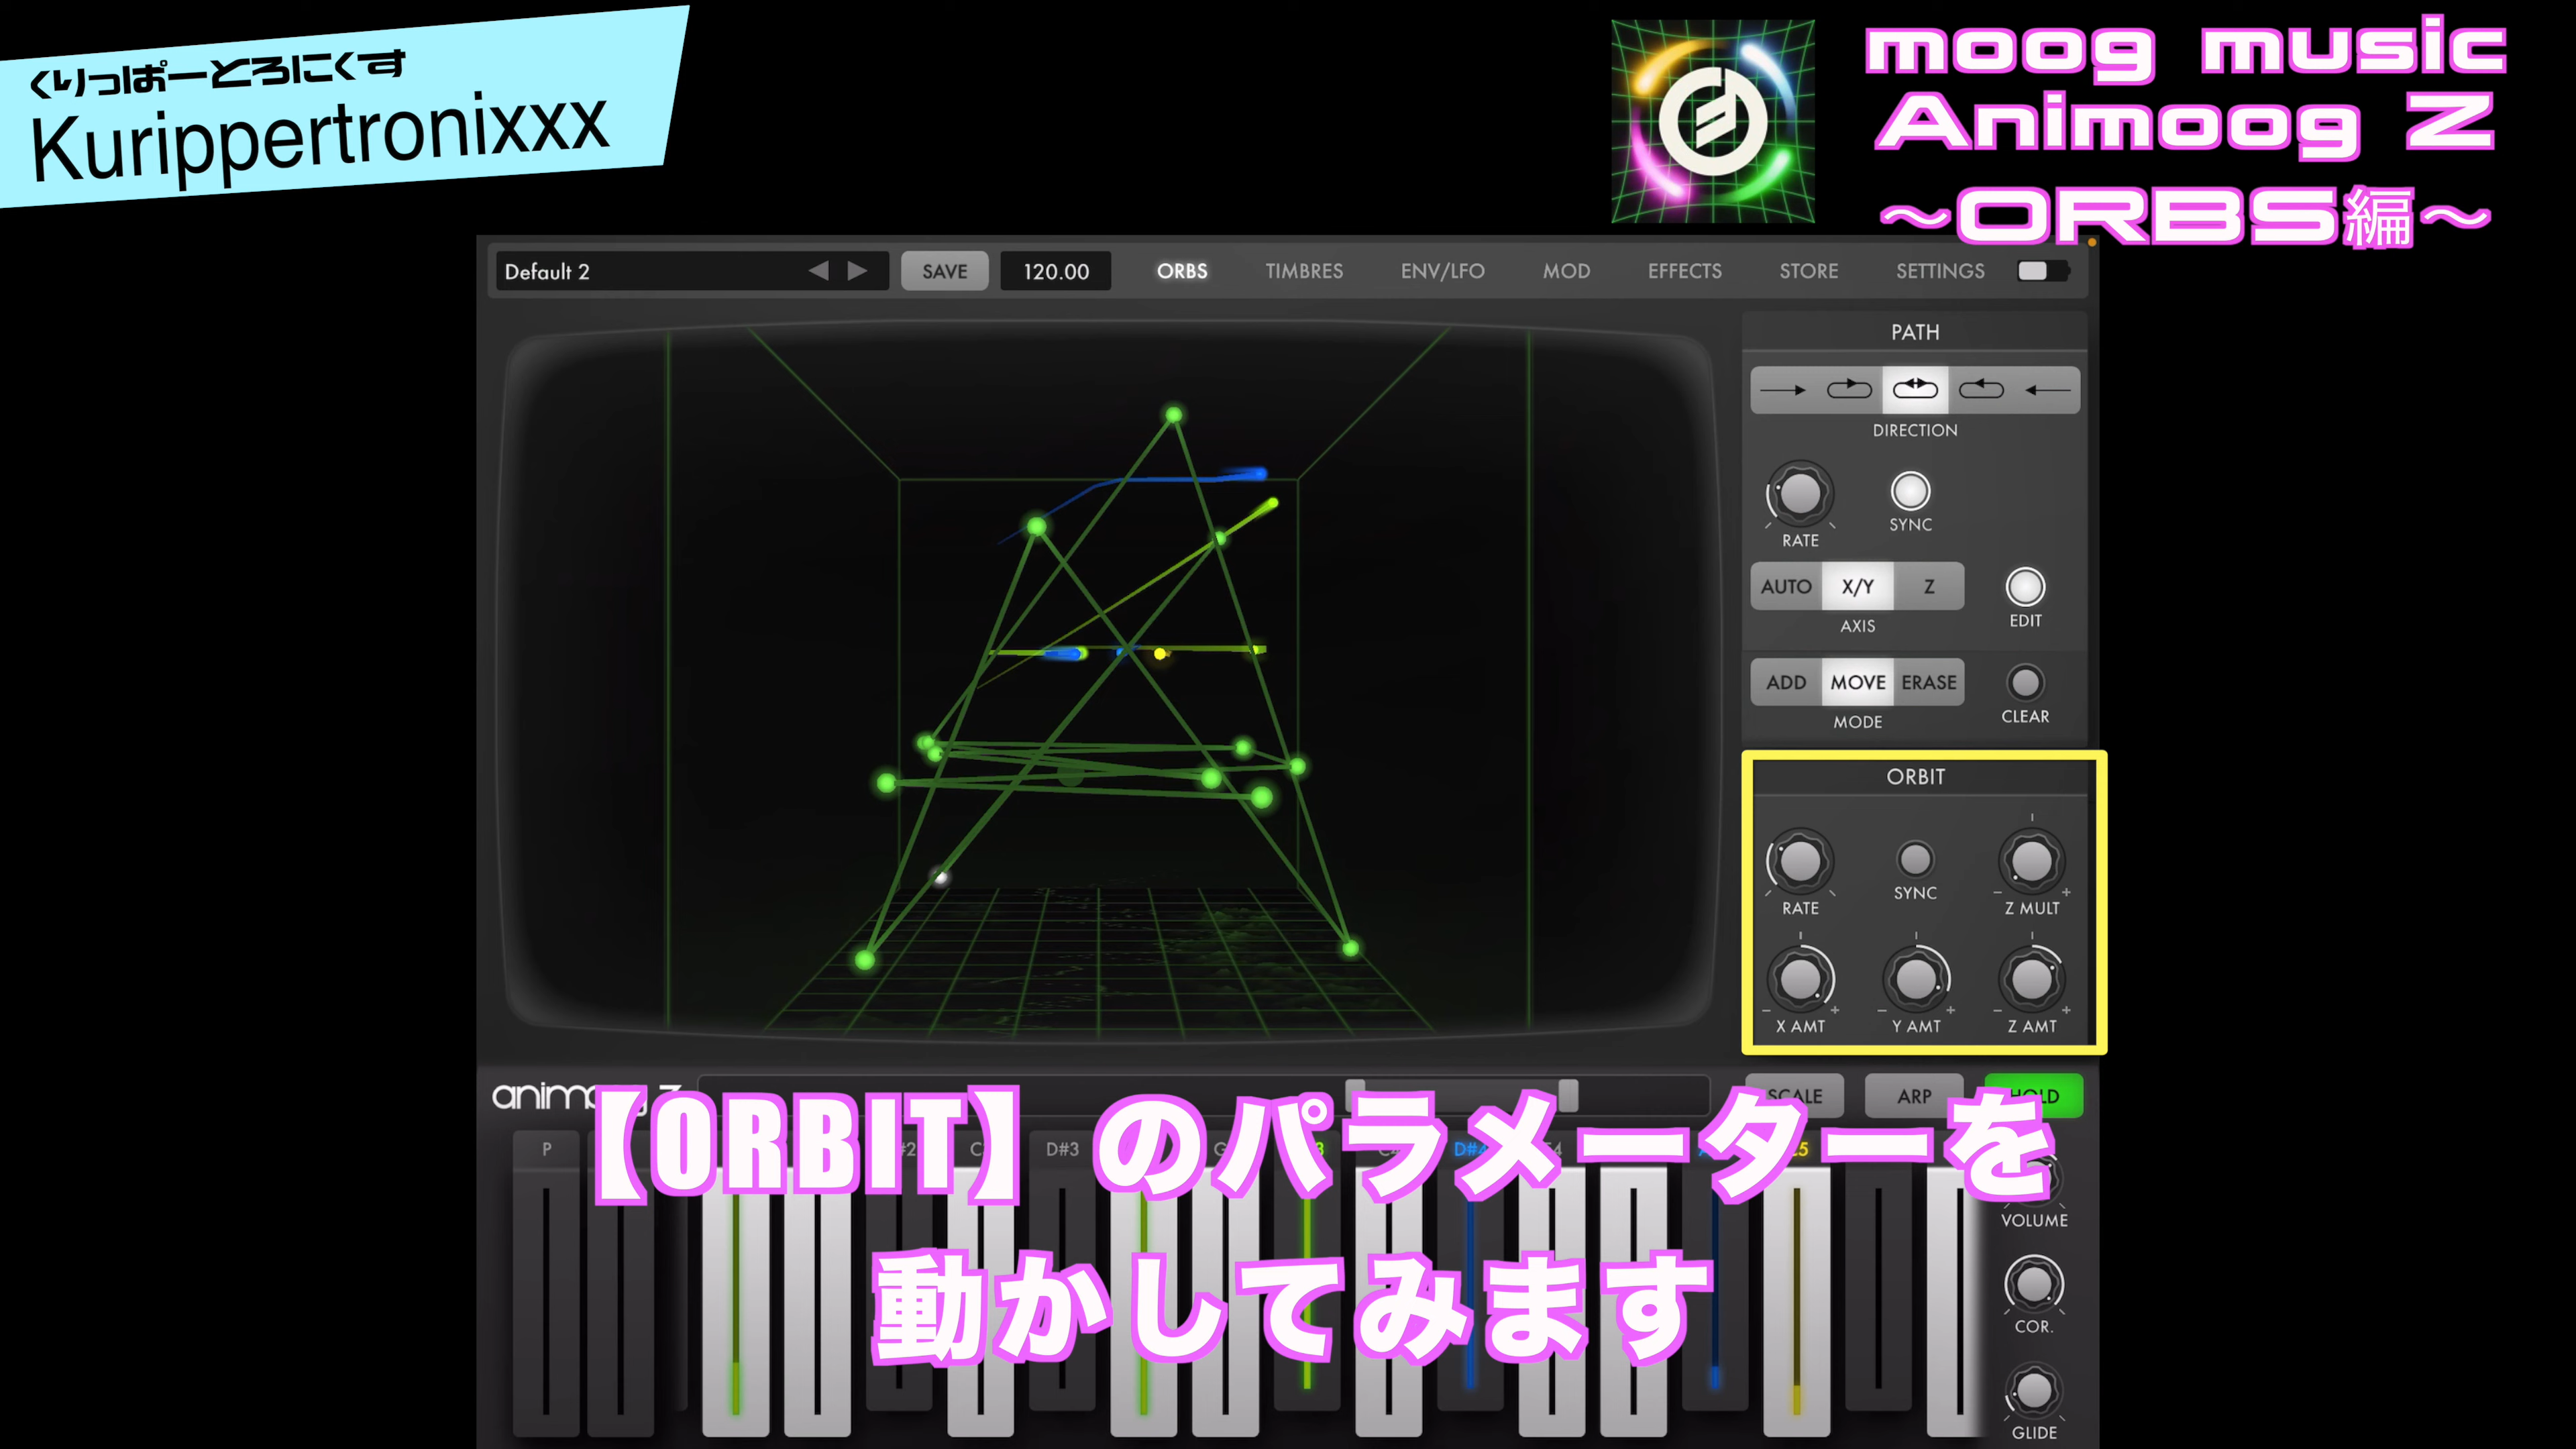 くりっぱーとろにくす
Kurippertronixxx
moog music
Animoog Z
～ORBS編～
Default 2
SAVE
120.00
ORBS
TIMBRES
ENV/LFO
MOD
EFFECTS
STORE
SETTINGS
PATH
DIRECTION
RATE
SYNC
AUTO
X/Y
Z
AXIS
EDIT
ADD
MOVE
ERASE
MODE
CLEAR
ORBIT
RATE
SYNC
Z MULT
X AMT
Y AMT
Z AMT
SCALE
ARP
HOLD
【ORBIT】のパラメーターを
動かしてみます
P
D#3
VOLUME
COR.
GLIDE